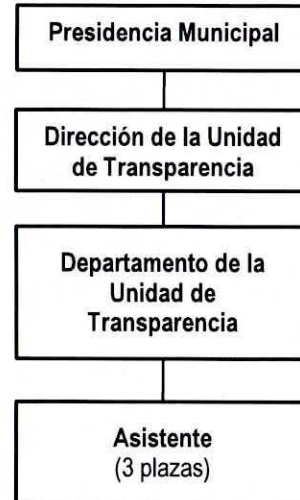 Presidencia Municipal
Dirección de la Unidad
de Transparencia
Departamento de la
Unidad de
Transparencia
Asistente
(3 plazas)